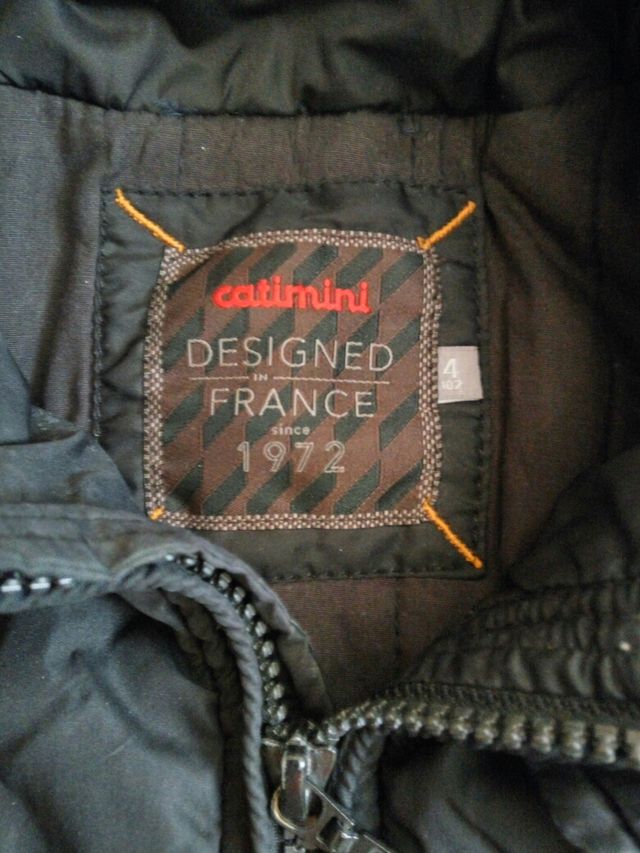 catimini
DESIGNED
IN
FRANCE
since
1972
4
102